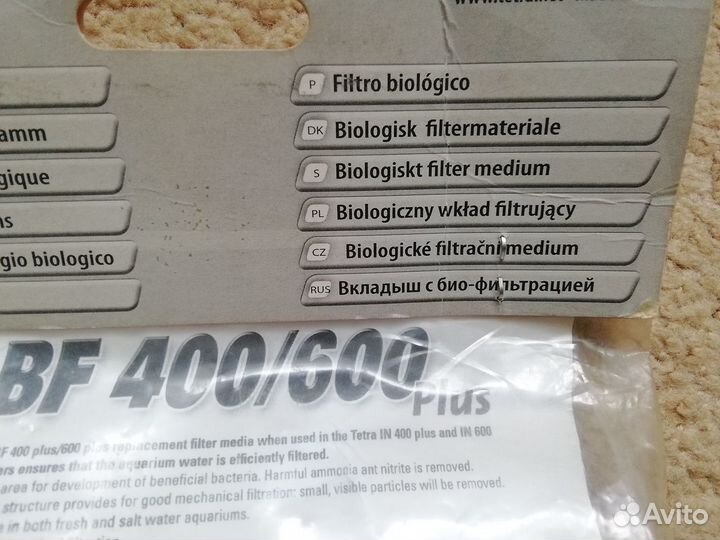 P Filtro biológico
amm
DK Biologisk filtermateriale
gique
S Biologiskt filter medium
ns
PL Biologiczny wkład filtrujący
gio biologico
CZ Biologické filtrační medium
RUS Вкладыш с био-фильтрацией
BF 400/600 Plus
F 400 plus/600 plus replacement filter media when used in the Tetra IN 400 plus and IN 600
ers ensures that the aquarium water is efficiently filtered.
area for development of beneficial bacteria. Harmful ammonia ant nitrite is removed.
structure provides for good mechanical filtration: small, visible particles will be removed.
e in both fresh and salt water aquariums.
Avito